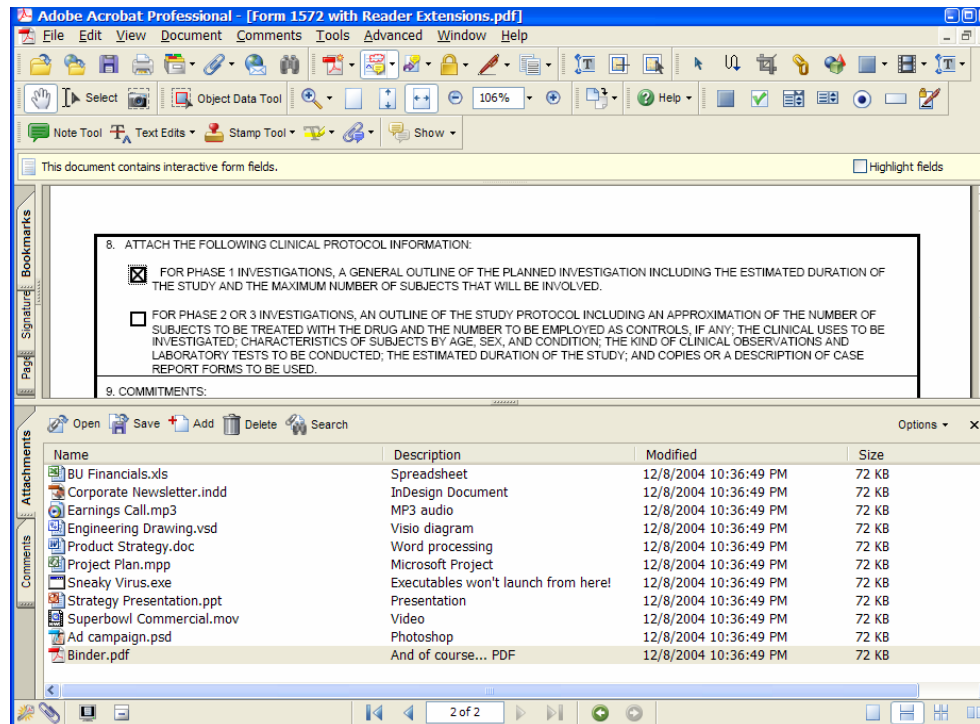 Adobe Acrobat Professional - [Form 1572 with Reader Extensions.pdf]
File Edit View Document Comments Tools Advanced Window Help
Select Object Data Tool 106% Help
Note Tool Text Edits Stamp Tool Show
This document contains interactive form fields. Highlight fields
Bookmarks
Signature
Page
8. ATTACH THE FOLLOWING CLINICAL PROTOCOL INFORMATION:
FOR PHASE 1 INVESTIGATIONS, A GENERAL OUTLINE OF THE PLANNED INVESTIGATION INCLUDING THE ESTIMATED DURATION OF
THE STUDY AND THE MAXIMUM NUMBER OF SUBJECTS THAT WILL BE INVOLVED.
FOR PHASE 2 OR 3 INVESTIGATIONS, AN OUTLINE OF THE STUDY PROTOCOL INCLUDING AN APPROXIMATION OF THE NUMBER OF
SUBJECTS TO BE TREATED WITH THE DRUG AND THE NUMBER TO BE EMPLOYED AS CONTROLS, IF ANY; THE CLINICAL USES TO BE
INVESTIGATED; CHARACTERISTICS OF SUBJECTS BY AGE, SEX, AND CONDITION; THE KIND OF CLINICAL OBSERVATIONS AND
LABORATORY TESTS TO BE CONDUCTED; THE ESTIMATED DURATION OF THE STUDY; AND COPIES OR A DESCRIPTION OF CASE
REPORT FORMS TO BE USED.
9. COMMITMENTS:
Attachments
Comments
Open Save Add Delete Search Options
Name Description Modified Size
BU Financials.xls Spreadsheet 12/8/2004 10:36:49 PM 72 KB
Corporate Newsletter.indd InDesign Document 12/8/2004 10:36:49 PM 72 KB
Earnings Call.mp3 MP3 audio 12/8/2004 10:36:49 PM 72 KB
Engineering Drawing.vsd Visio diagram 12/8/2004 10:36:49 PM 72 KB
Product Strategy.doc Word processing 12/8/2004 10:36:49 PM 72 KB
Project Plan.mpp Microsoft Project 12/8/2004 10:36:49 PM 72 KB
Sneaky Virus.exe Executables won't launch from here! 12/8/2004 10:36:49 PM 72 KB
Strategy Presentation.ppt Presentation 12/8/2004 10:36:49 PM 72 KB
Superbowl Commercial.mov Video 12/8/2004 10:36:49 PM 72 KB
Ad campaign.psd Photoshop 12/8/2004 10:36:49 PM 72 KB
Binder.pdf And of course... PDF 12/8/2004 10:36:49 PM 72 KB
2 of 2